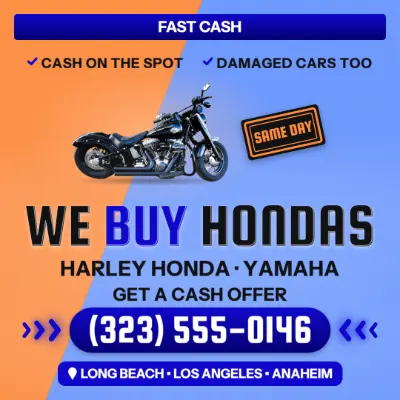 FAST CASH
CASH ON THE SPOT
DAMAGED CARS TOO
SAME DAY
WE BUY HONDAS
HARLEY HONDA • YAMAHA
GET A CASH OFFER
(323) 555-0146
LONG BEACH • LOS ANGELES • ANAHEIM